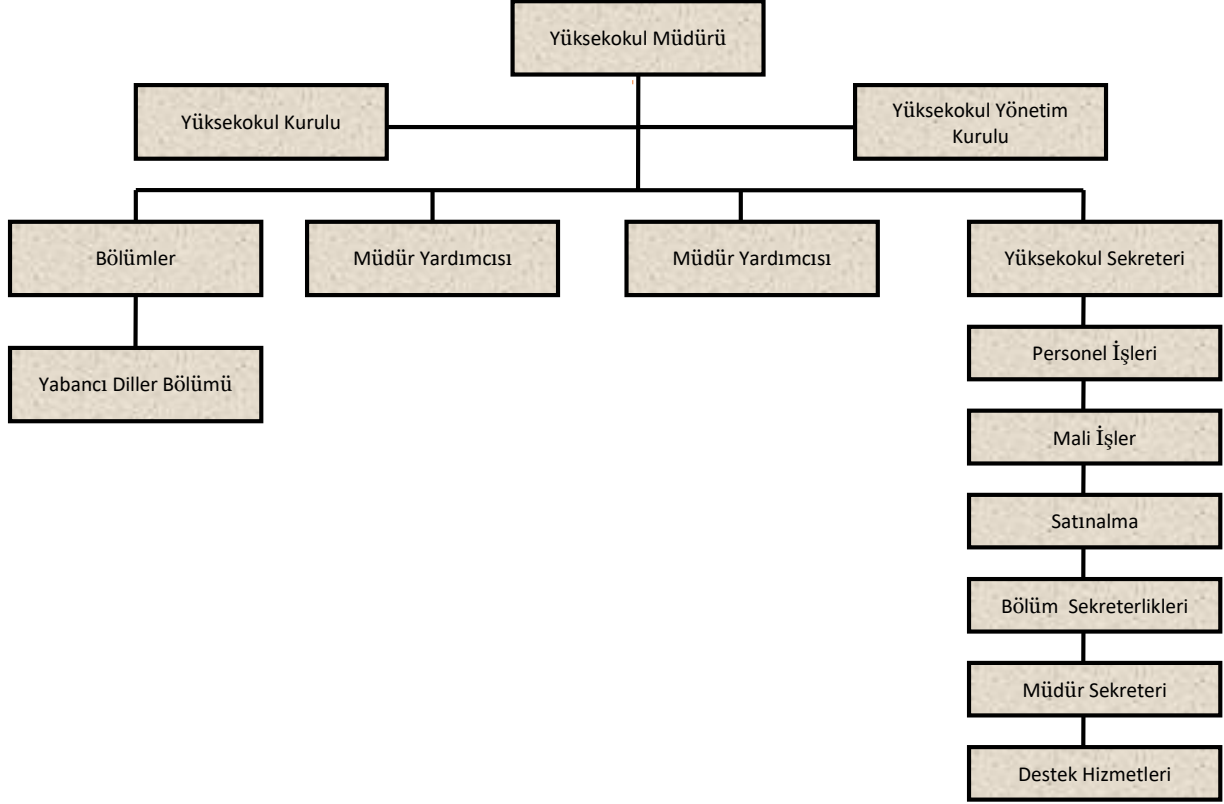 Yüksekokul Müdürü
Yüksekokul Kurulu
Yüksekokul Yönetim
Kurulu
Bölümler
Müdür Yardımcısı
Müdür Yardımcısı
Yüksekokul Sekreteri
Yabancı Diller Bölümü
Personel İşleri
Mali İşler
Satınalma
Bölüm  Sekreterlikleri
Müdür Sekreteri
Destek Hizmetleri